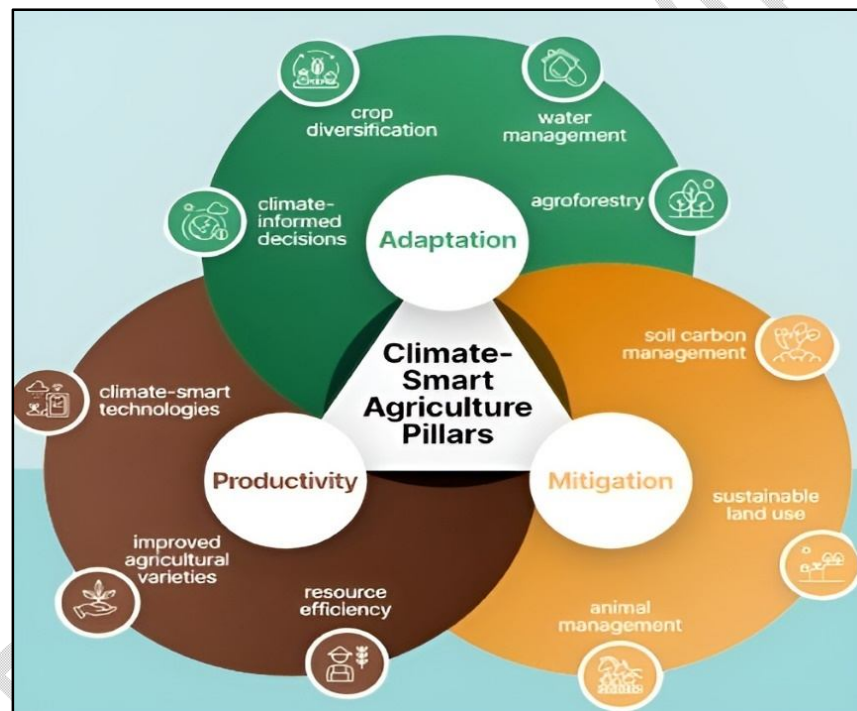 crop
diversification
water
management
climate-
informed
decisions
agroforestry
Adaptation
Climate-
Smart
Agriculture
Pillars
soil carbon
management
climate-smart
technologies
Productivity
Mitigation
sustainable
land use
improved
agricultural
varieties
resource
efficiency
animal
management